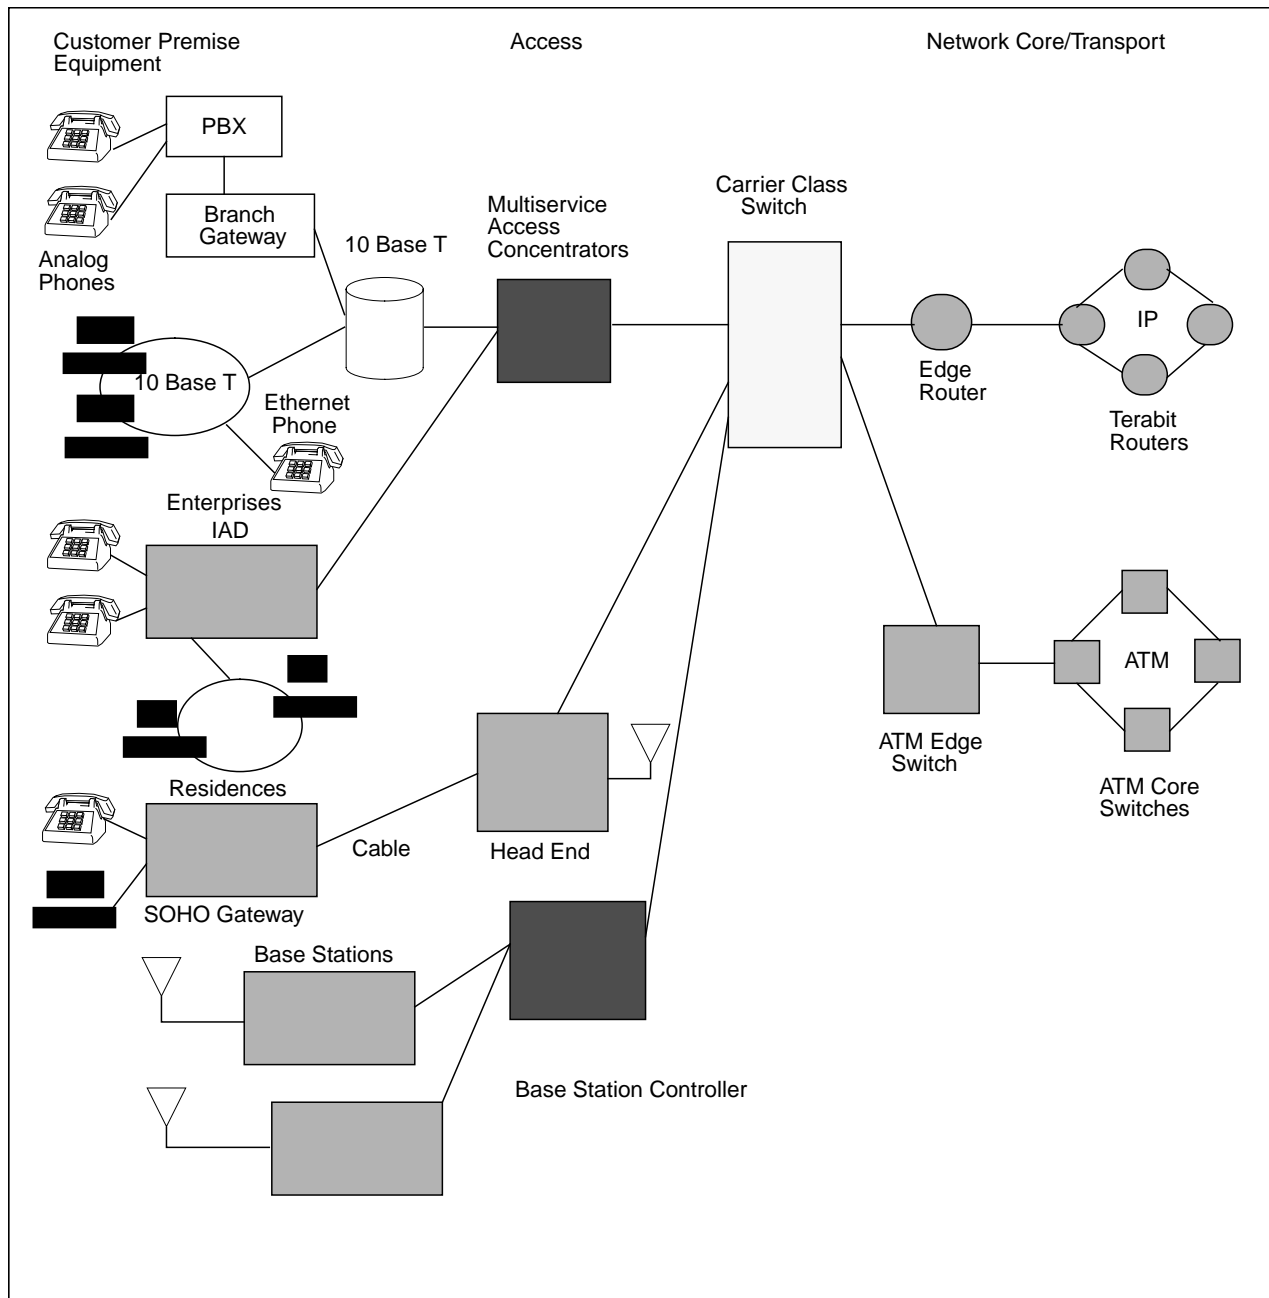 Customer Premise
Equipment
Access
Network Core/Transport
PBX
Branch
Gateway
Analog
Phones
10 Base T
Multiservice
Access
Concentrators
Carrier Class
Switch
10 Base T
Ethernet
Phone
Edge
Router
IP
Terabit
Routers
Enterprises
IAD
ATM
ATM Edge
Switch
ATM Core
Switches
Residences
Cable
Head End
SOHO Gateway
Base Stations
Base Station Controller